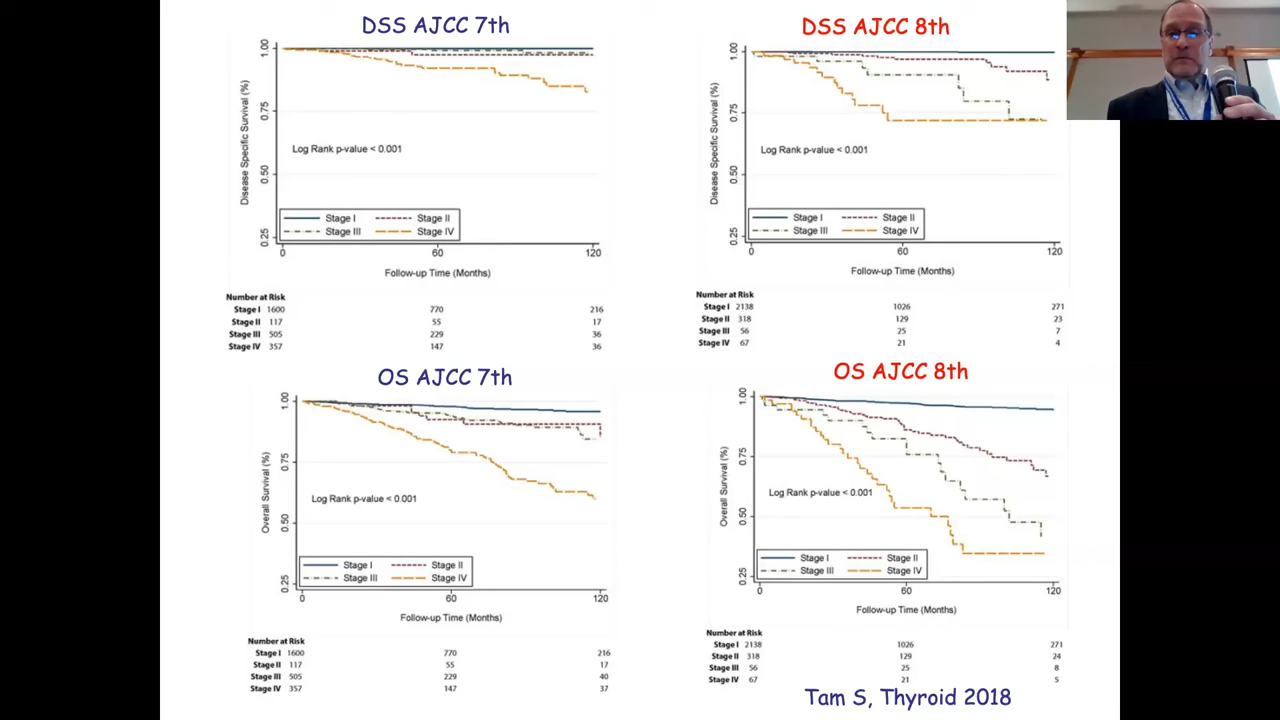 DSS AJCC 7th
1.00
0.75
0.50
0.25
Disease Specific Survival (%)
Log Rank p-value < 0.001
Stage I Stage II
Stage III Stage IV
0 60 120
Follow-up Time (Months)
Number at Risk
Stage I 1600 770 216
Stage II 117 55 17
Stage III 505 229 36
Stage IV 357 147 36
DSS AJCC 8th
1.00
0.75
0.50
0.25
Disease Specific Survival (%)
Log Rank p-value < 0.001
Stage I Stage II
Stage III Stage IV
0 60 120
Follow-up Time (Months)
Number at Risk
Stage I 2138 1026 271
Stage II 318 129 23
Stage III 56 25 7
Stage IV 67 21 4
OS AJCC 7th
1.00
0.75
0.50
0.25
Overall Survival (%)
Log Rank p-value < 0.001
Stage I Stage II
Stage III Stage IV
0 60 120
Follow-up Time (Months)
Number at Risk
Stage I 1600 770 216
Stage II 117 55 17
Stage III 505 229 40
Stage IV 357 147 37
OS AJCC 8th
1.00
0.75
0.50
0.25
Overall Survival (%)
Log Rank p-value <0.001
Stage I Stage II
Stage III Stage IV
0 60 120
Follow-up Time (Months)
Number at Risk
Stage I 2138 1026 271
Stage II 318 129 24
Stage III 56 25 8
Stage IV 67 21 5
Tam S, Thyroid 2018